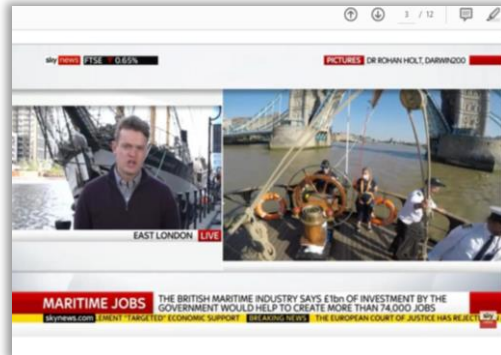 3 / 12
sky news FTSE ▼ 0.65%
PICTURES DR ROHAN HOLT, DARWIN200
EAST LONDON LIVE
MARITIME JOBS
THE BRITISH MARITIME INDUSTRY SAYS £1bn OF INVESTMENT BY THE
GOVERNMENT WOULD HELP TO CREATE MORE THAN 74,000 JOBS
skynews.com EMENT "TARGETED" ECONOMIC SUPPORT BREAKING NEWS THE EUROPEAN COURT OF JUSTICE HAS REJECT
sky